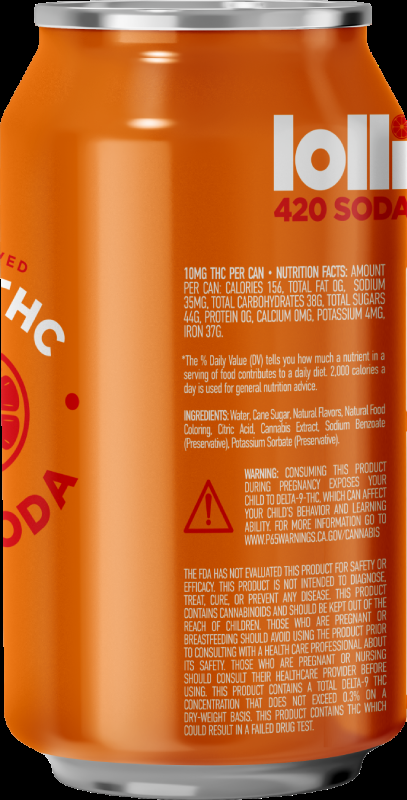 lolli
420 SODA
VED
THC
SODA
10MG THC PER CAN • NUTRITION FACTS: AMOUNT
PER CAN: CALORIES 156, TOTAL FAT 0G, SODIUM
35MG, TOTAL CARBOHYDRATES 38G, TOTAL SUGARS
44G, PROTEIN 0G, CALCIUM 0MG, POTASSIUM 4MG,
IRON 37G.
*The % Daily Value (DV) tells you how much a nutrient in a
serving of food contributes to a daily diet. 2,000 calories a
day is used for general nutrition advice.
INGREDIENTS: Water, Cane Sugar, Natural Flavors, Natural Food
Coloring, Citric Acid, Cannabis Extract, Sodium Benzoate
(Preservative), Potassium Sorbate (Preservative).
WARNING: CONSUMING THIS PRODUCT
DURING PREGNANCY EXPOSES YOUR
CHILD TO DELTA-9-THC, WHICH CAN AFFECT
YOUR CHILD'S BEHAVIOR AND LEARNING
ABILITY. FOR MORE INFORMATION GO TO
WWW.P65WARNINGS.CA.GOV/CANNABIS
THE FDA HAS NOT EVALUATED THIS PRODUCT FOR SAFETY OR
EFFICACY. THIS PRODUCT IS NOT INTENDED TO DIAGNOSE,
TREAT, CURE, OR PREVENT ANY DISEASE. THIS PRODUCT
CONTAINS CANNABINOIDS AND SHOULD BE KEPT OUT OF THE
REACH OF CHILDREN. THOSE WHO ARE PREGNANT OR
BREASTFEEDING SHOULD AVOID USING THE PRODUCT PRIOR
TO CONSULTING WITH A HEALTH CARE PROFESSIONAL ABOUT
ITS SAFETY. THOSE WHO ARE PREGNANT OR NURSING
SHOULD CONSULT THEIR HEALTHCARE PROVIDER BEFORE
USING. THIS PRODUCT CONTAINS A TOTAL DELTA-9 THC
CONCENTRATION THAT DOES NOT EXCEED 0.3% ON A
DRY-WEIGHT BASIS. THIS PRODUCT CONTAINS THC WHICH
COULD RESULT IN A FAILED DRUG TEST.